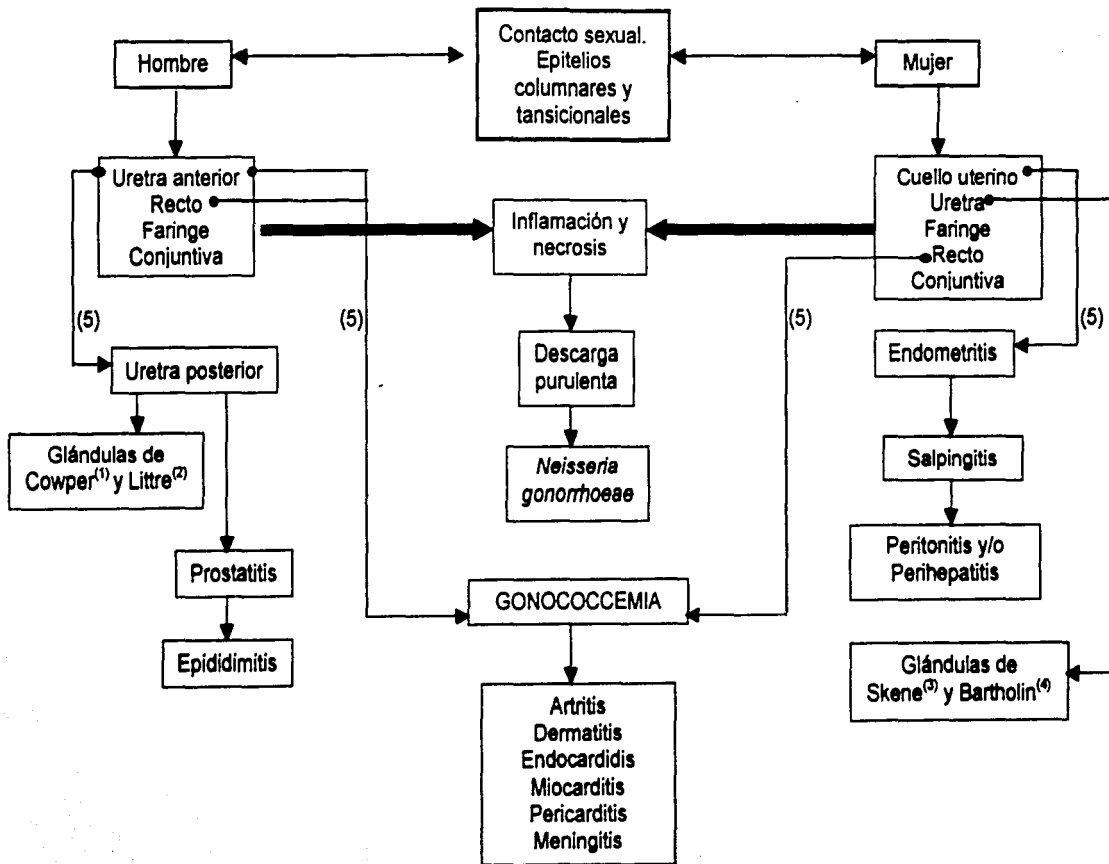 Hombre
Contacto sexual.
Epitelios
columnares y
tansicionales
Mujer
Uretra anterior
Recto
Faringe
Conjuntiva
Inflamación y
necrosis
Cuello uterino
Uretra
Faringe
Recto
Conjuntiva
(5)
(5)
(5)
(5)
Uretra posterior
Descarga
purulenta
Endometritis
Glándulas de
Cowper(1) y Littre(2)
Neisseria
gonorrhoeae
Salpingitis
Prostatitis
Peritonitis y/o
Perihepatitis
GONOCOCCEMIA
Epididimitis
Glándulas de
Skene(3) y Bartholin(4)
Artritis
Dermatitis
Endocardidis
Miocarditis
Pericarditis
Meningitis